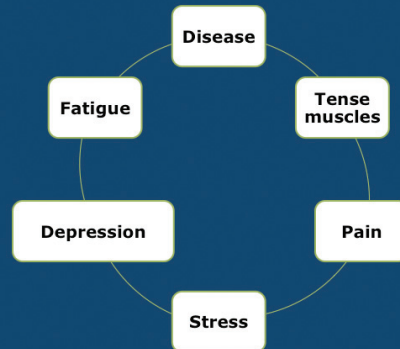 Disease
Tense
muscles
Pain
Stress
Depression
Fatigue